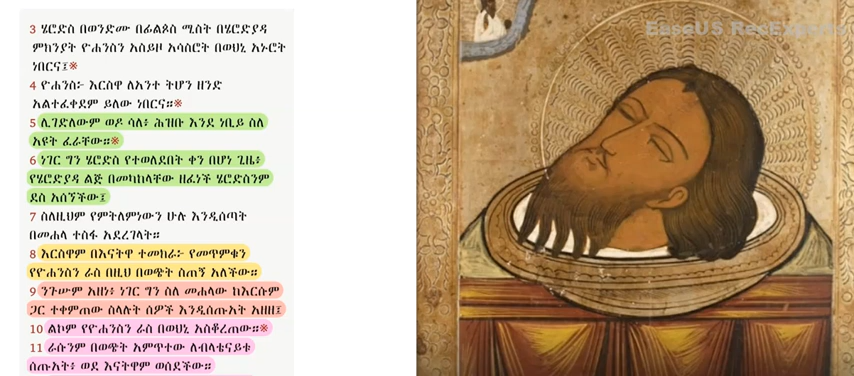 3 ሄሮድስ በወንድሙ በፊልጶስ ሚስት በሄሮድያዳ
ምክንያት ዮሐንስን አስይዞ አሳስሮት በወህኒ አኑሮት
ነበርና፤※
4 ዮሐንስ፦ እርስዋ ለአንተ ትሆን ዘንድ
አልተፈቀደም ይለው ነበርና።※
5 ሊገድለውም ወዶ ሳለ፥ ሕዝቡ እንደ ነቢይ ስለ
አዩት ፈራቸው።※
6 ነገር ግን ሄሮድስ የተወለደበት ቀን በሆነ ጊዜ፥
የሄሮድያዳ ልጅ በመካከላቸው ዘፈነች ሄሮድስንም
ደስ አሰኘችው፤
7 ስለዚህም የምትለምነውን ሁሉ እንዲሰጣት
በመሐላ ተስፋ አደረገላት።
8 እርስዋም በእናትዋ ተመክራ፦ የመጥምቁን
የዮሐንስን ራስ በዚህ በወጭት ስጠኝ አለችው።
9 ንጉሡም አዘነ፥ ነገር ግን ስለ መሐላው ከእርሱም
ጋር ተቀምጠው ስላሉት ሰዎች እንዲሰጡአት አዘዘ፤
10 ልኮም የዮሐንስን ራስ በወህኒ አስቆረጠው።※
11 ራሱንም በወጭት አምጥተው ለብላቴናይቱ
ሰጡአት፥ ወደ እናትዋም ወሰደችው።